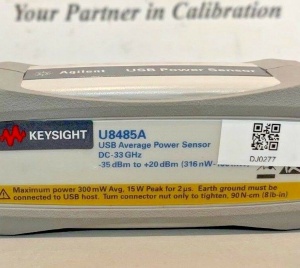 Your Partner in Calibration
Agilent USB Power Sensor
KEYSIGHT
U8485A
USB Average Power Sensor
DC-33 GHz
-35 dBm to +20 dBm (316 nW-
DJ0277
Maximum power 300 mW Avg, 15 W Peak for 2 µs. Earth ground must be
connected to USB host. Turn connector nut only to tighten, 90 N-cm (8 lb-in)